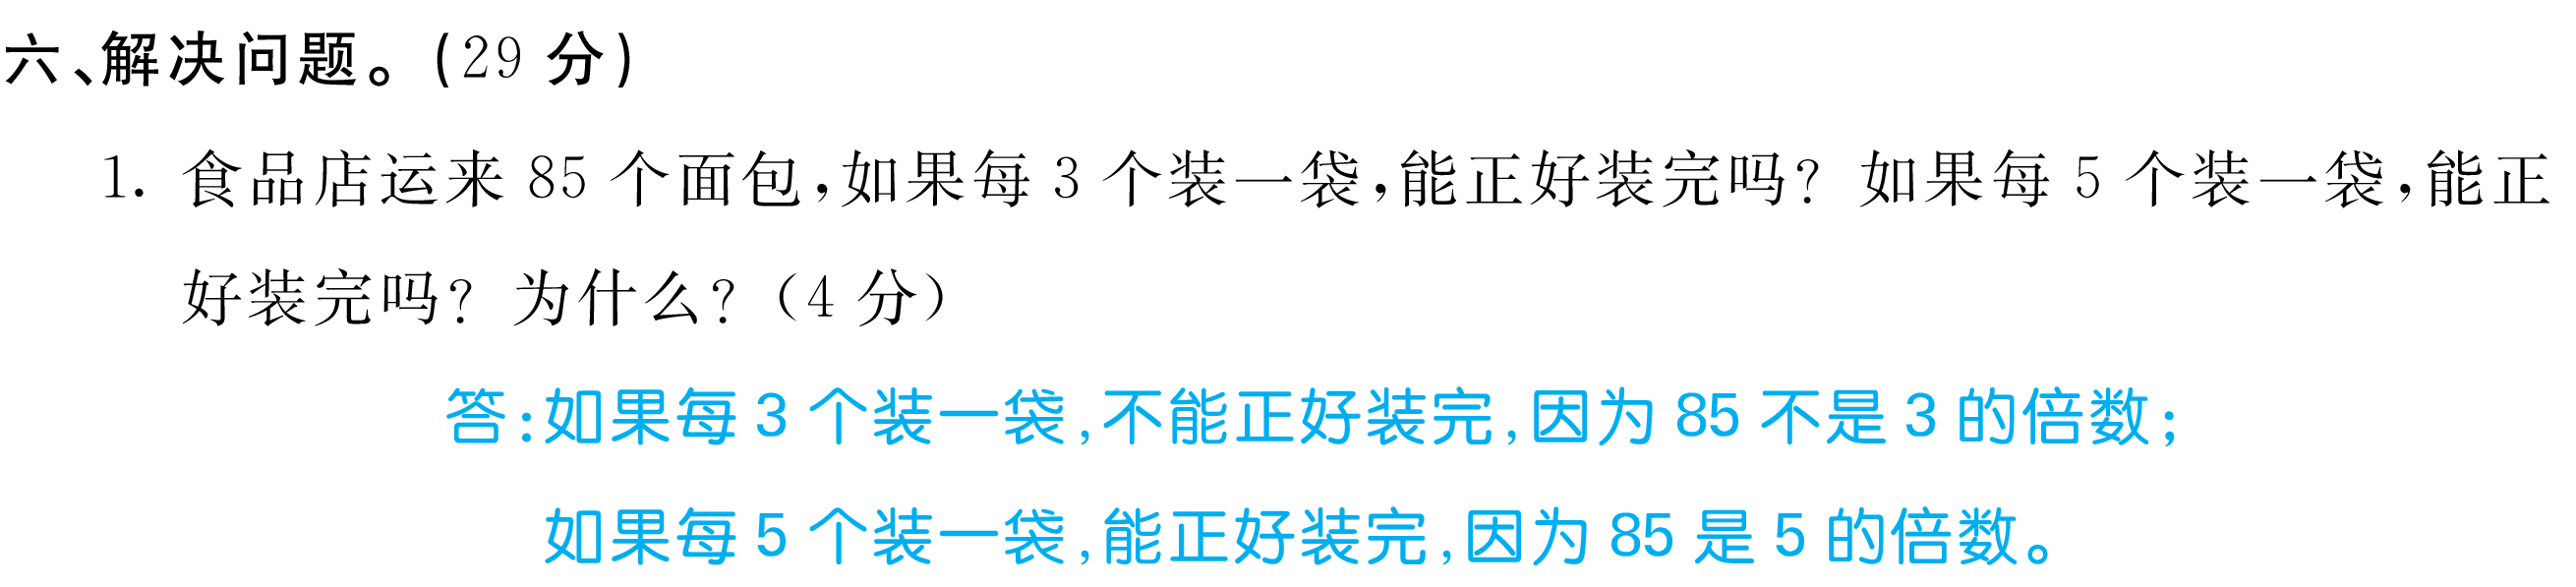 六、解决问题。(29 分)
1. 食品店运来 85 个面包,如果每 3 个装一袋,能正好装完吗? 如果每 5 个装一袋,能正
好装完吗? 为什么?(4 分)
答:如果每 3 个装一袋,不能正好装完,因为 85 不是 3 的倍数;
如果每 5 个装一袋,能正好装完,因为 85 是 5 的倍数。